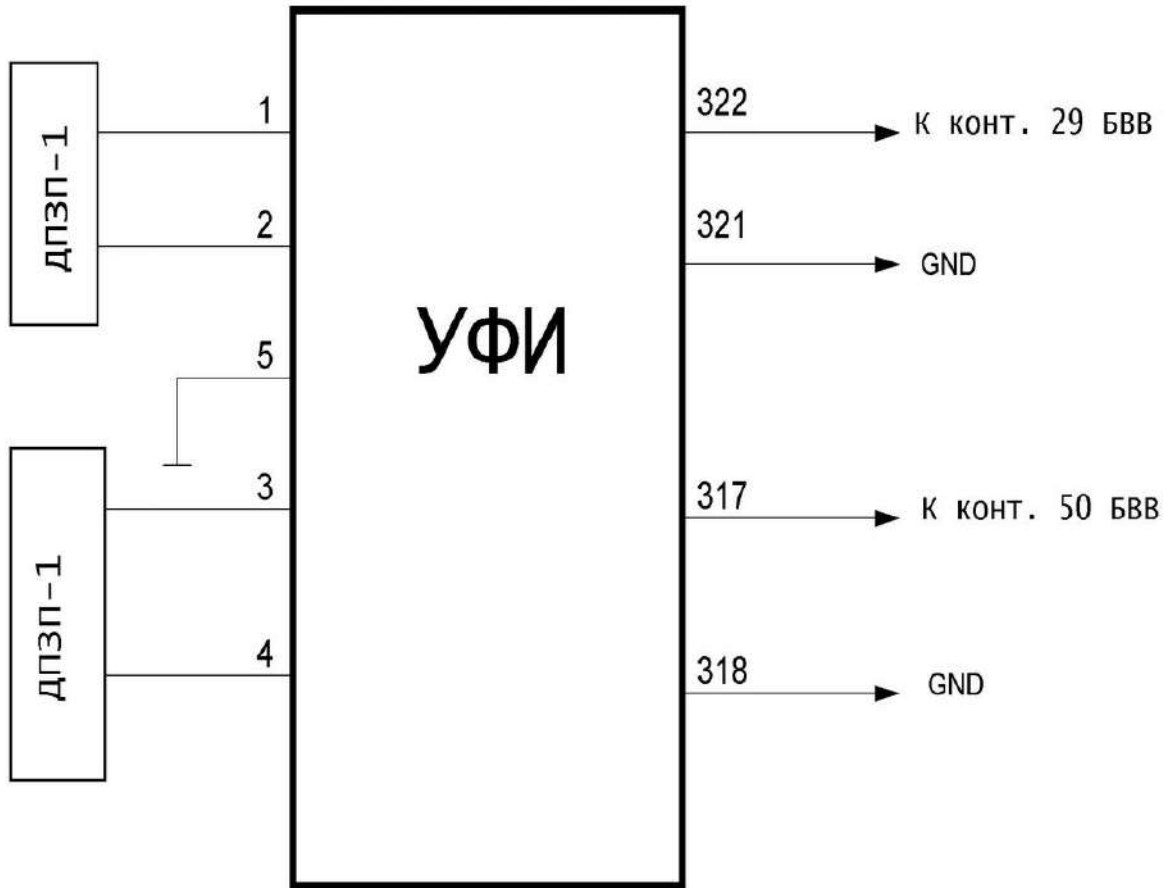 ДПЗП-1
1
2
5
ДПЗП-1
3
4
УФИ
322
К конт. 29 БВВ
321
GND
317
К конт. 50 БВВ
318
GND